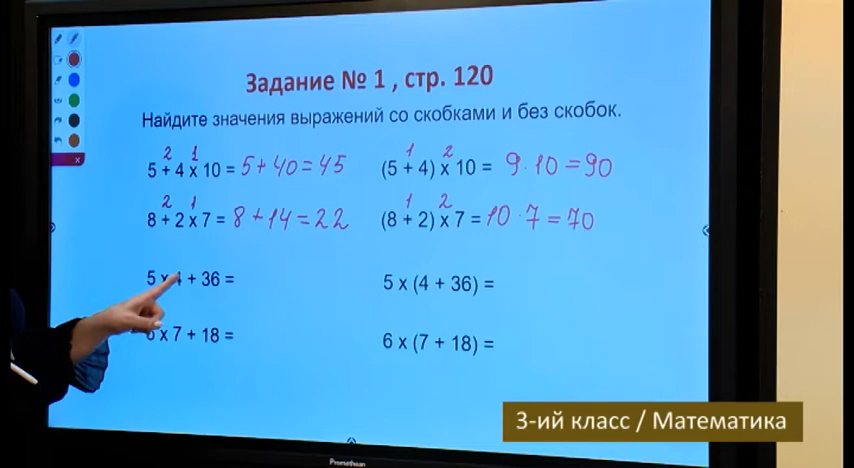 Задание № 1 , стр. 120
Найдите значения выражений со скобками и без скобок.
2 1 1 2
5 + 4 x 10 = 5 + 40 = 45 (5 + 4) x 10 = 9 · 10 = 90
2 1 1 2
8 + 2 x 7 = 8 + 14 = 22 (8 + 2) x 7 = 10 · 7 = 70
5 x 4 + 36 = 5 x (4 + 36) =
6 x 7 + 18 = 6 x (7 + 18) =
3-ий класс / Математика
Promethean